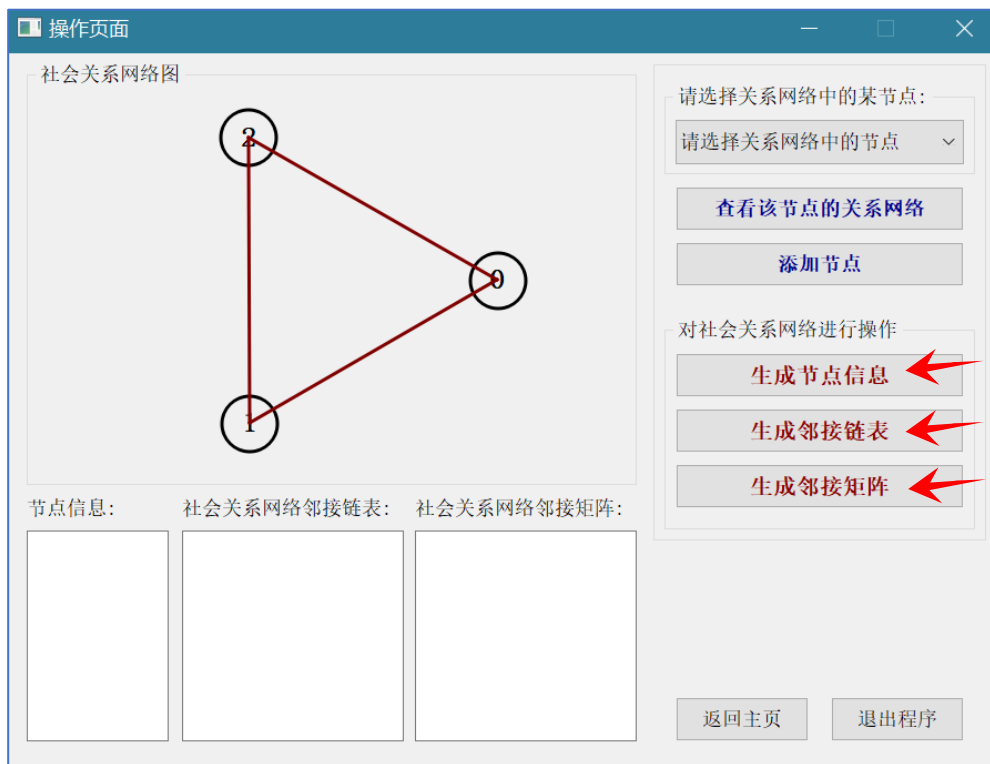 操作页面
社会关系网络图
2
0
1
节点信息:
社会关系网络邻接链表:
社会关系网络邻接矩阵:
请选择关系网络中的某节点:
请选择关系网络中的节点
查看该节点的关系网络
添加节点
对社会关系网络进行操作
生成节点信息
生成邻接链表
生成邻接矩阵
返回主页
退出程序